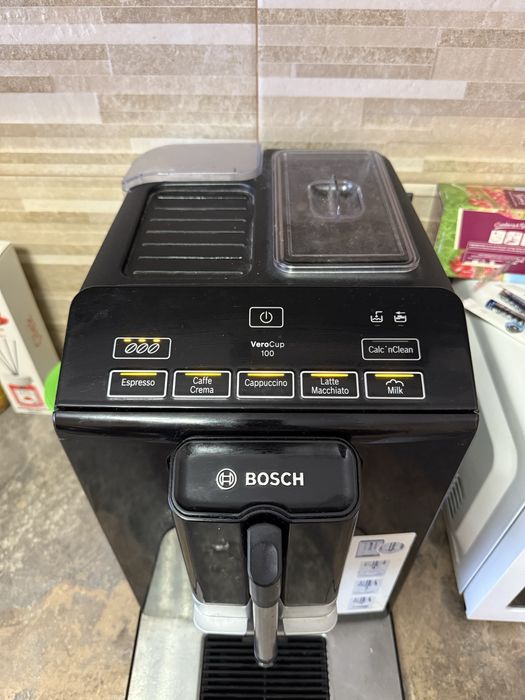 VeroCup
100
Calc´nClean
Espresso
Caffe
Crema
Cappuccino
Latte
Macchiato
Milk
BOSCH